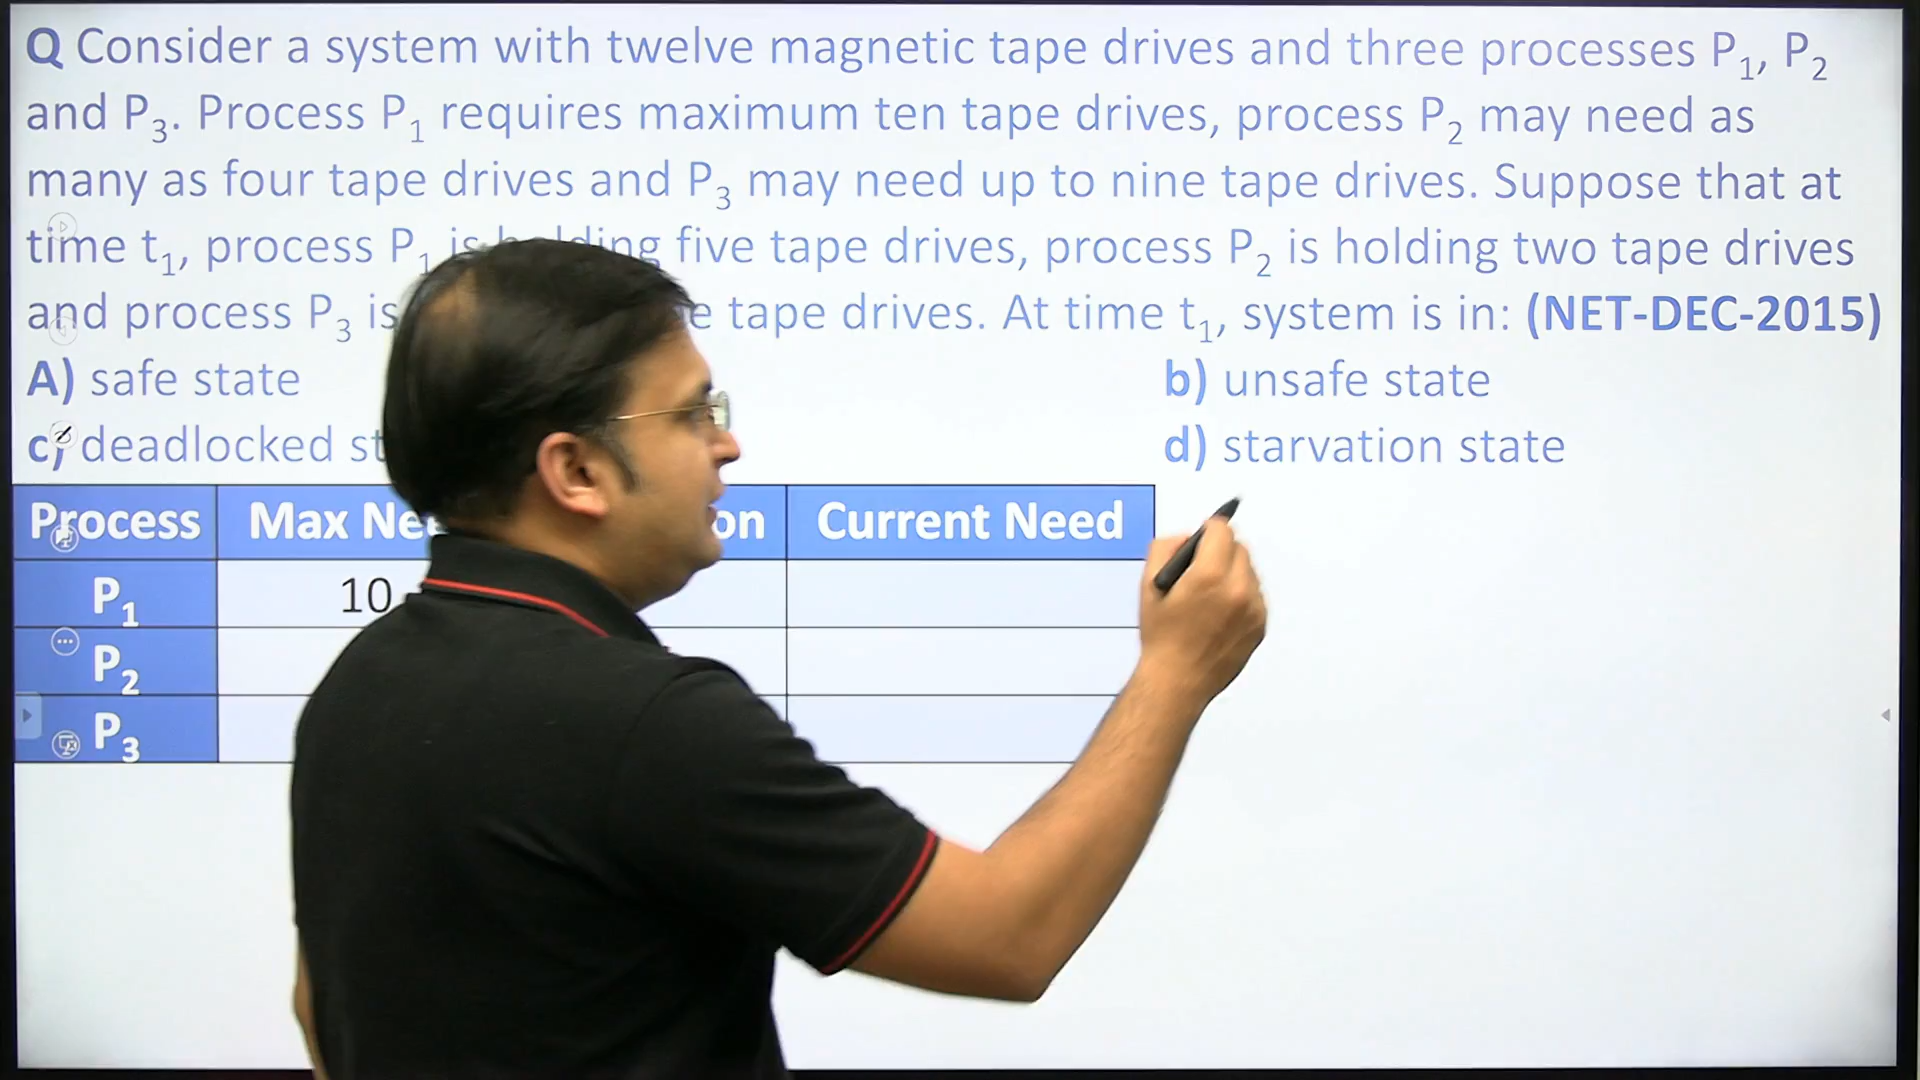 Q Consider a system with twelve magnetic tape drives and three processes P1, P2
and P3. Process P1 requires maximum ten tape drives, process P2 may need as
many as four tape drives and P3 may need up to nine tape drives. Suppose that at
time t1, process P1 is holding five tape drives, process P2 is holding two tape drives
and process P3 is tape drives. At time t1, system is in: (NET-DEC-2015)
A) safe state b) unsafe state
c) deadlocked d) starvation state
Process Max Current Need
P1 10
P2
P3